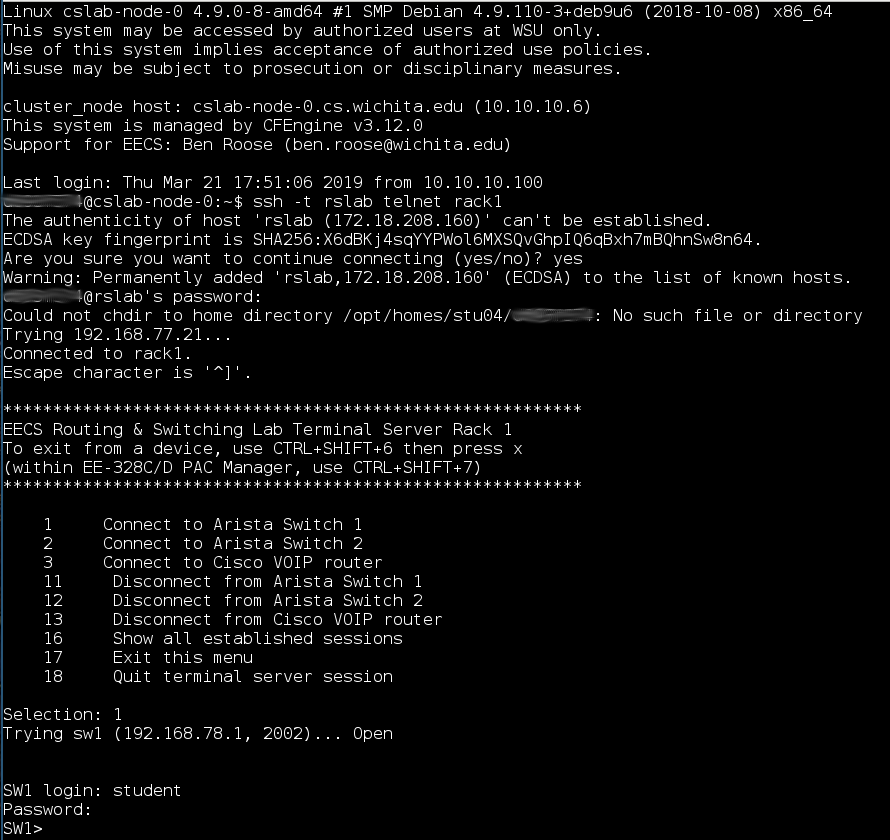 Linux cslab-node-0 4.9.0-8-amd64 #1 SMP Debian 4.9.110-3+deb9u6 (2018-10-08) x86_64
This system may be accessed by authorized users at WSU only.
Use of this system implies acceptance of authorized use policies.
Misuse may be subject to prosecution or disciplinary measures.
cluster_node host: cslab-node-0.cs.wichita.edu (10.10.10.6)
This system is managed by CFEngine v3.12.0
Support for EECS: Ben Roose (ben.roose@wichita.edu)
Last login: Thu Mar 21 17:51:06 2019 from 10.10.10.100
@cslab-node-0:~$ ssh -t rslab telnet rack1
The authenticity of host 'rslab (172.18.208.160)' can't be established.
ECDSA key fingerprint is SHA256:X6dBKj4sqYYPWol6MXSQvGhpIQ6qBxh7mBQhnSw8n64.
Are you sure you want to continue connecting (yes/no)? yes
Warning: Permanently added 'rslab,172.18.208.160' (ECDSA) to the list of known hosts.
@rslab's password:
Could not chdir to home directory /opt/homes/stu04/: No such file or directory
Trying 192.168.77.21...
Connected to rack1.
Escape character is '^]'.
**********************************************************
EECS Routing & Switching Lab Terminal Server Rack 1
To exit from a device, use CTRL+SHIFT+6 then press x
(within EE-328C/D PAC Manager, use CTRL+SHIFT+7)
**********************************************************
1 Connect to Arista Switch 1
2 Connect to Arista Switch 2
3 Connect to Cisco VOIP router
11 Disconnect from Arista Switch 1
12 Disconnect from Arista Switch 2
13 Disconnect from Cisco VOIP router
16 Show all established sessions
17 Exit this menu
18 Quit terminal server session
Selection: 1
Trying sw1 (192.168.78.1, 2002)... Open
SW1 login: student
Password:
SW1>